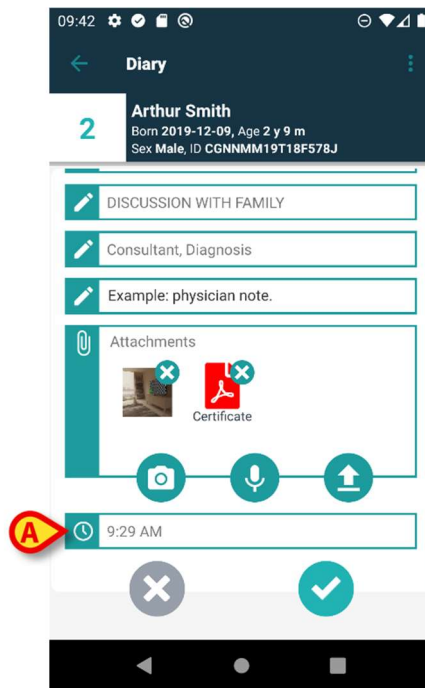 09:42
Diary
2
Arthur Smith
Born 2019-12-09, Age 2 y 9 m
Sex Male, ID CGNNMM19T18F578J
DISCUSSION WITH FAMILY
Consultant, Diagnosis
Example: physician note.
Attachments
Certificate
A
9:29 AM